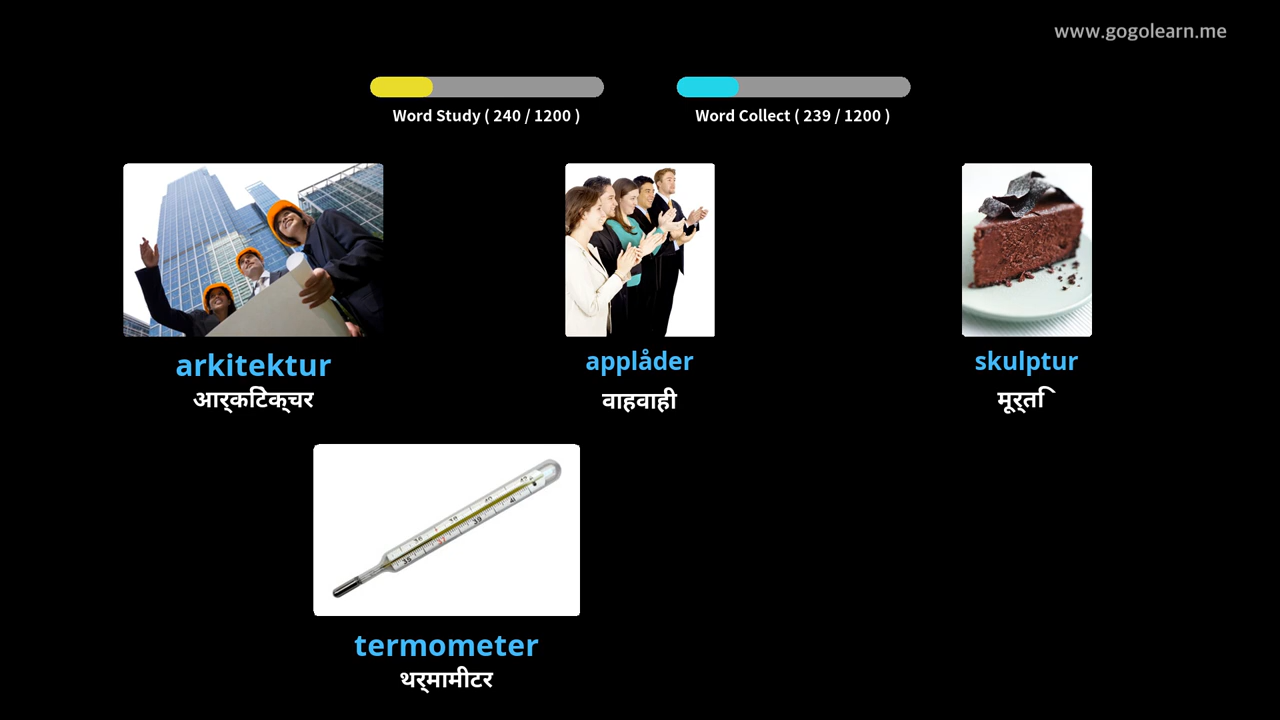 www.gogolearn.me
Word Study ( 240 / 1200 )
Word Collect ( 239 / 1200 )
arkitektur
आर्किटेक्चर
applåder
वाहवाही
skulptur
मूर्ति
termometer
थर्मामीटर